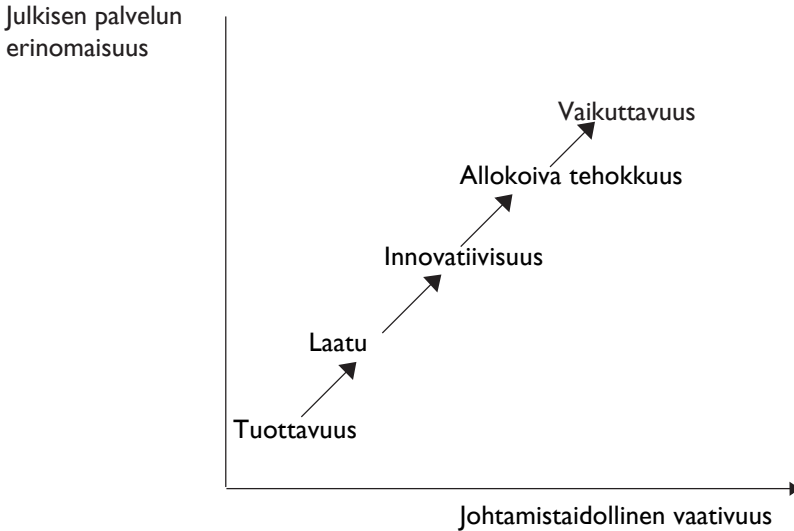 Julkisen palvelun
erinomaisuus
Vaikuttavuus
Allokoiva tehokkuus
Innovatiivisuus
Laatu
Tuottavuus
Johtamistaidollinen vaativuus